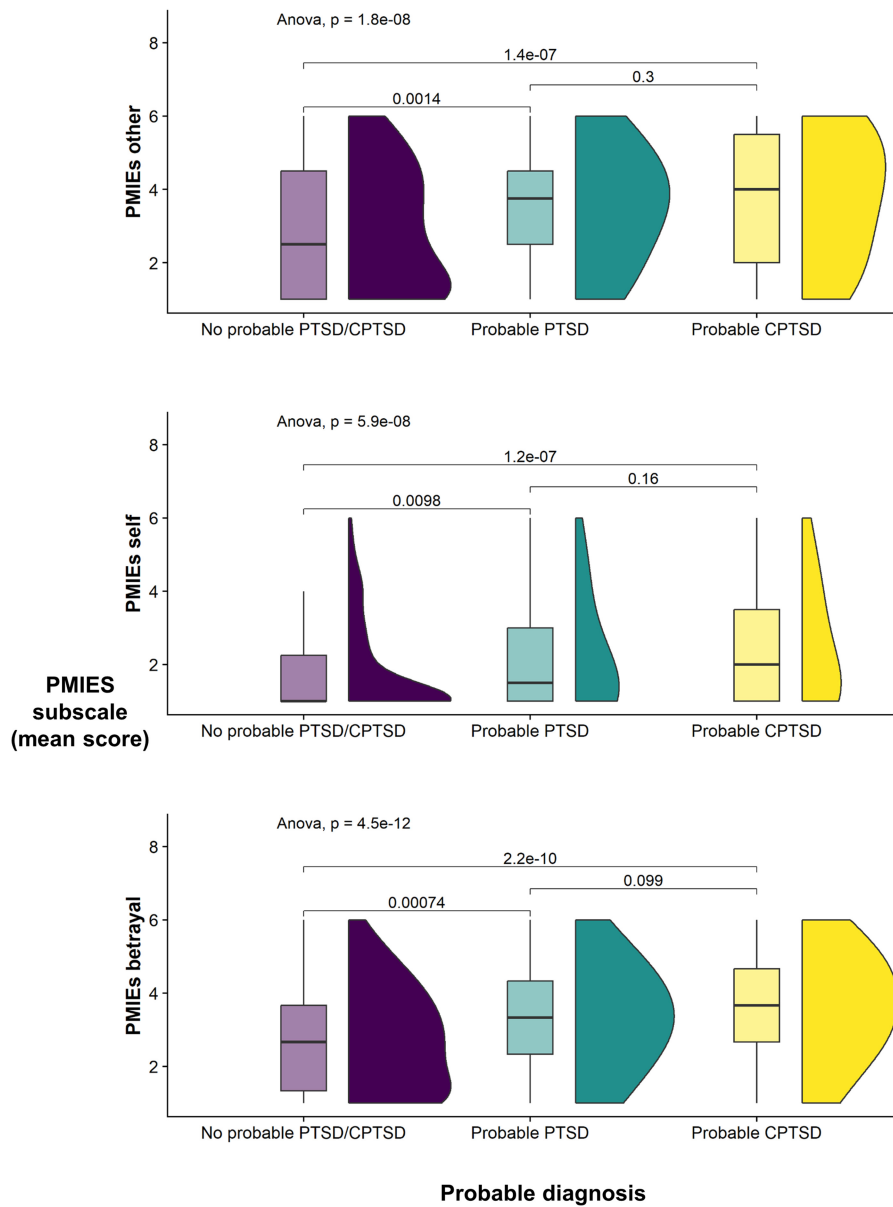 Anova, p = 1.8e-08
8
1.4e-07
0.3
6
0.0014
PMIEs other
4
2
No probable PTSD/CPTSD
Probable PTSD
Probable CPTSD
Anova, p = 5.9e-08
8
1.2e-07
0.16
6
0.0098
PMIEs self
4
2
No probable PTSD/CPTSD
Probable PTSD
Probable CPTSD
PMIES
subscale
(mean score)
Anova, p = 4.5e-12
8
2.2e-10
0.099
6
0.00074
PMIEs betrayal
4
2
No probable PTSD/CPTSD
Probable PTSD
Probable CPTSD
Probable diagnosis